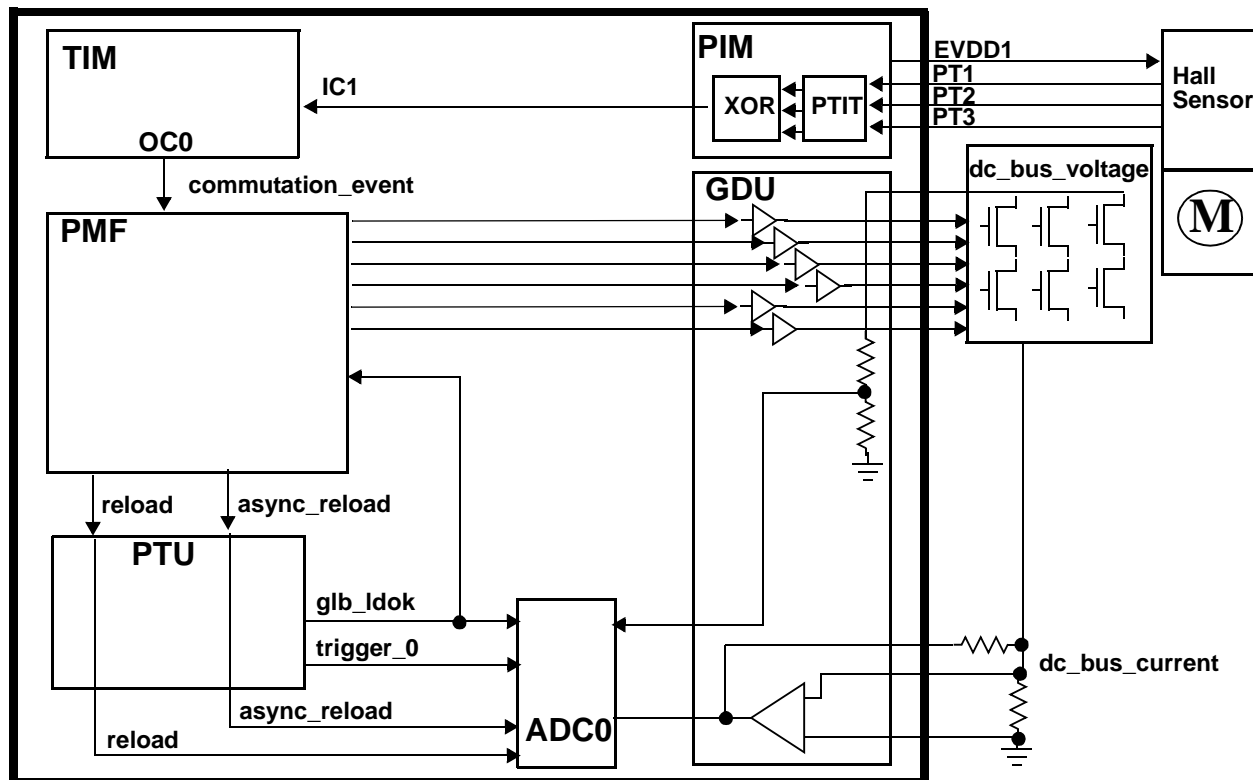 TIM
PIM
EVDD1
Hall
Sensor
IC1
PT1
XOR
PTIT
PT2
PT3
OC0
commutation_event
GDU
dc_bus_voltage
PMF
M
reload
async_reload
PTU
glb_ldok
trigger_0
dc_bus_current
async_reload
ADC0
reload